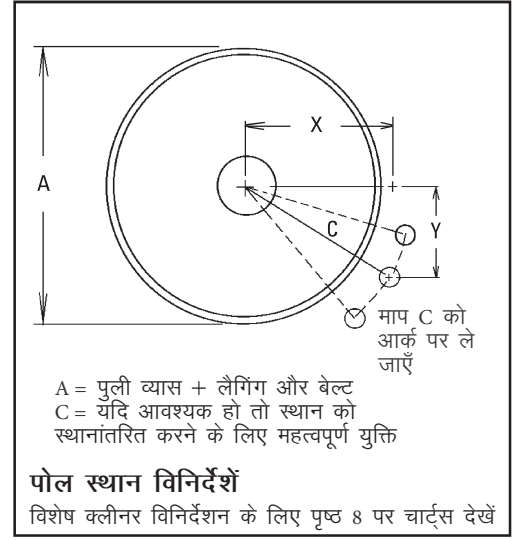 X
A
C
Y
माप C को
आर्क पर ले
जाएँ
A = पुली व्यास + लैगिंग और बेल्ट
C = यदि आवश्यक हो तो स्थान को
स्थानांतरित करने के लिए महत्वपूर्ण युक्ति
पोल स्थान विनिर्देशें
विशेष क्लीनर विनिर्देशन के लिए पृष्ठ 8 पर चार्ट्स देखें